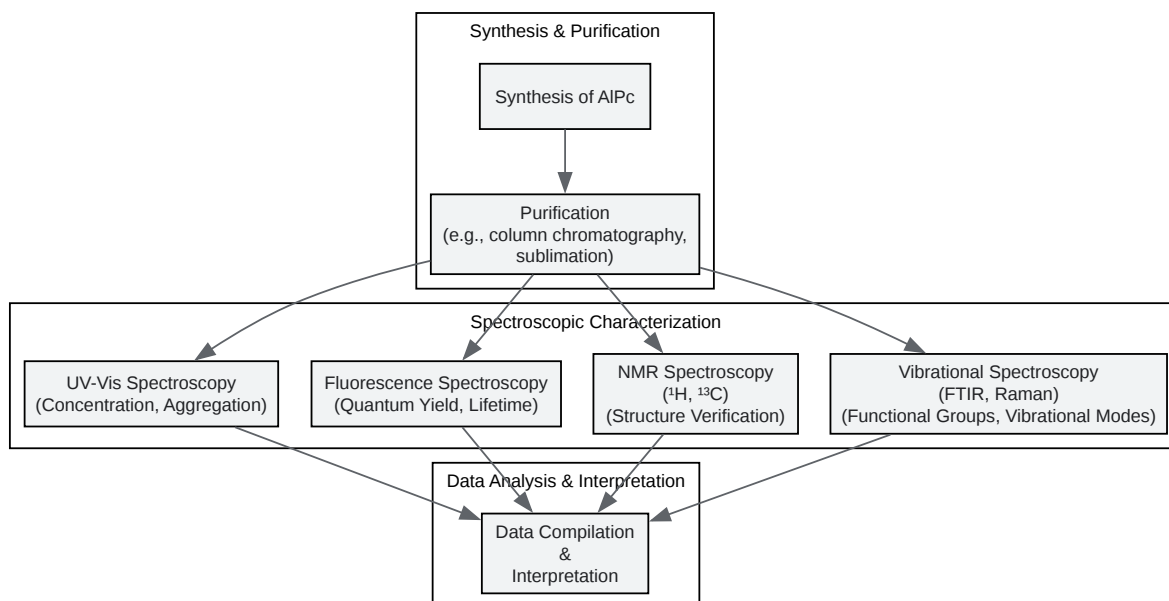 Synthesis & Purification
Synthesis of AlPc
Purification
(e.g., column chromatography,
sublimation)
Spectroscopic Characterization
UV-Vis Spectroscopy
(Concentration, Aggregation)
Fluorescence Spectroscopy
(Quantum Yield, Lifetime)
NMR Spectroscopy
(¹H, ¹³C)
(Structure Verification)
Vibrational Spectroscopy
(FTIR, Raman)
(Functional Groups, Vibrational Modes)
Data Analysis & Interpretation
Data Compilation
&
Interpretation